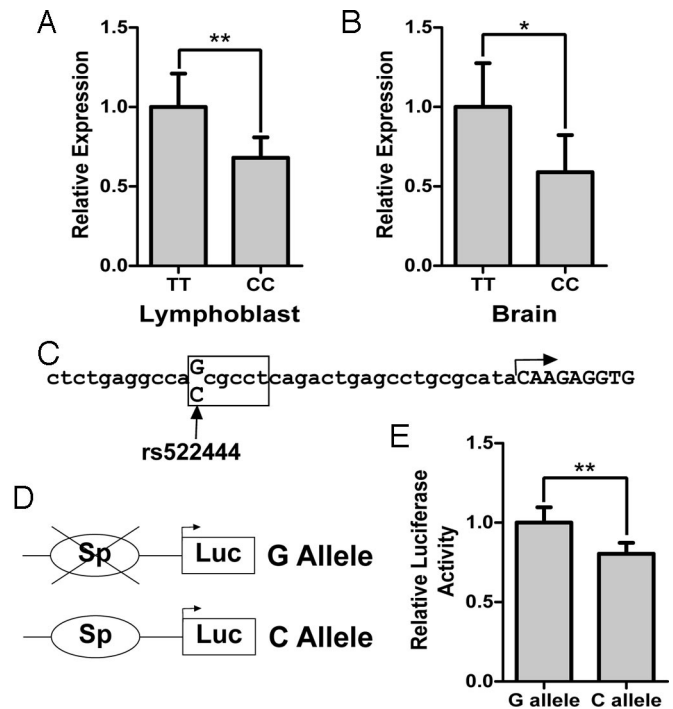 A
1.5
1.0
0.5
0.0
Relative Expression
**
TT
CC
Lymphoblast
B
1.5
1.0
0.5
0.0
Relative Expression
*
TT
CC
Brain
C
G
ctctgaggcca cgcctcagactgagcctgcgcataCAAGAGGTG
C
rs522444
D
Sp
Luc
G Allele
Sp
Luc
C Allele
E
1.5
1.0
0.5
0.0
Relative Luciferase
Activity
**
G allele
C allele